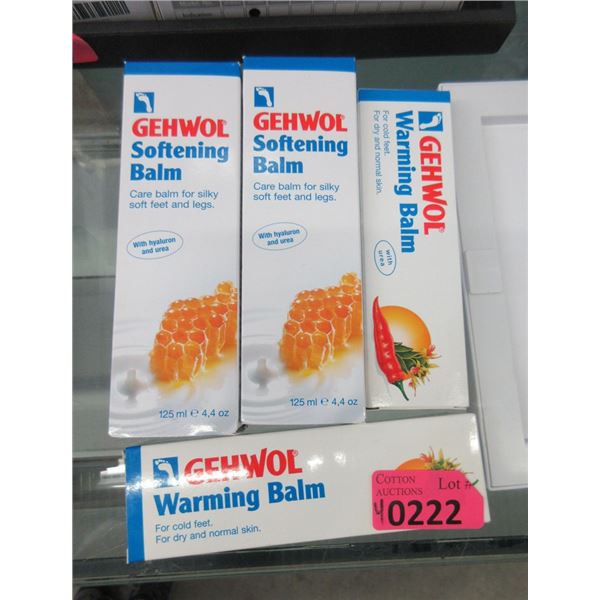 GEHWOL
Softening
Balm
Care balm for silky
soft feet and legs.
With hyaluron
and urea
125 ml e 4,4 oz
GEHWOL
Softening
Balm
Care balm for silky
soft feet and legs.
With hyaluron
and urea
125 ml e 4,4 oz
GEHWOL
Warming Balm
For cold feet.
For dry and normal skin.
with
urea
GEHWOL
Warming Balm
For cold feet.
For dry and normal skin.
COTTON
AUCTIONS
Lot #
0222